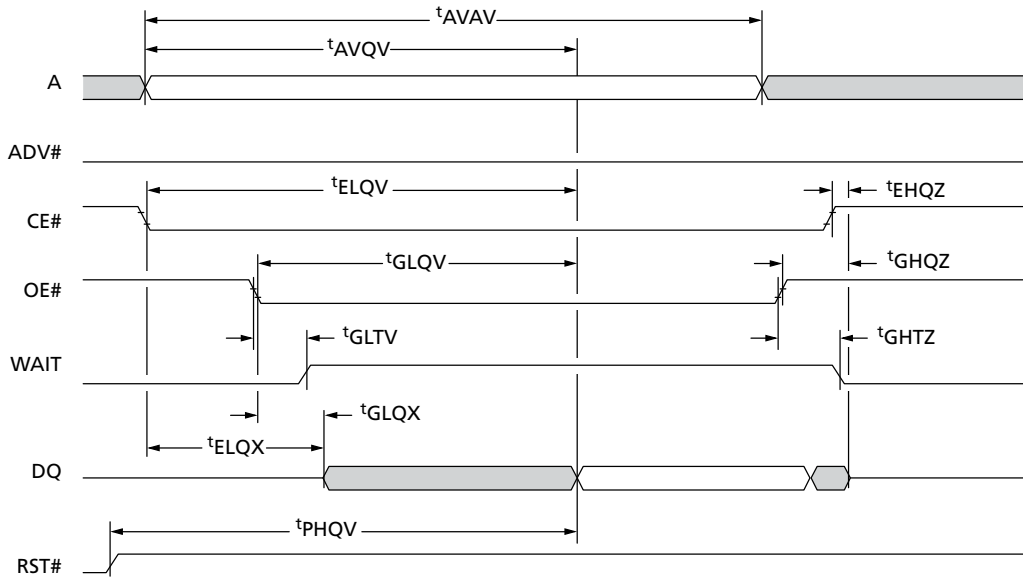 tAVAV
tAVQV
A
ADV#
tELQV
tEHQZ
CE#
tGLQV
tGHQZ
OE#
tGLTV
tGHTZ
WAIT
tGLQX
tELQX
DQ
tPHQV
RST#